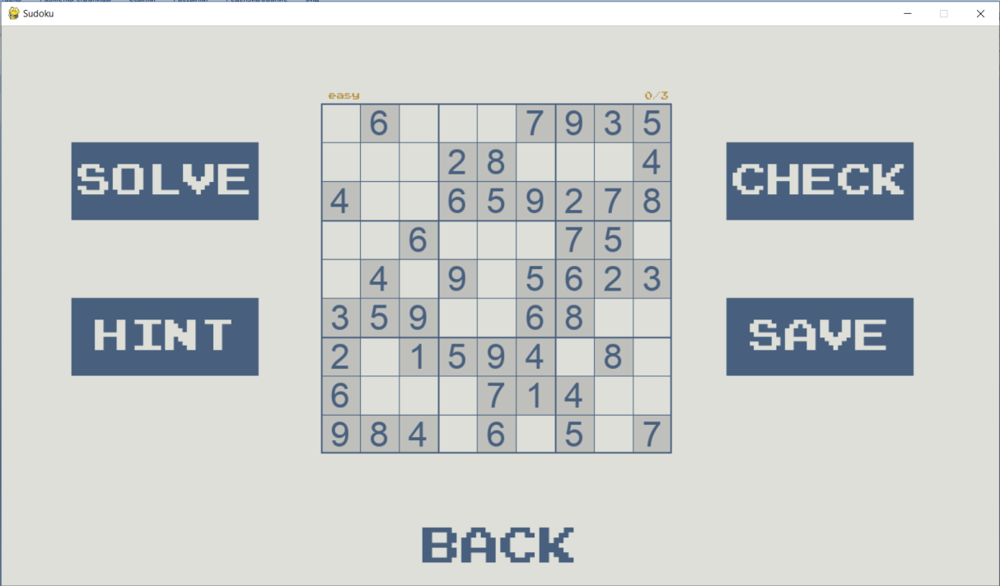 Sudoku
easy 0/3
6 7 9 3 5
2 8 4
4 6 5 9 2 7 8
6 7 5
4 9 5 6 2 3
3 5 9 6 8
2 1 5 9 4 8
6 7 1 4
9 8 4 6 5 7
SOLVE
CHECK
HINT
SAVE
BACK